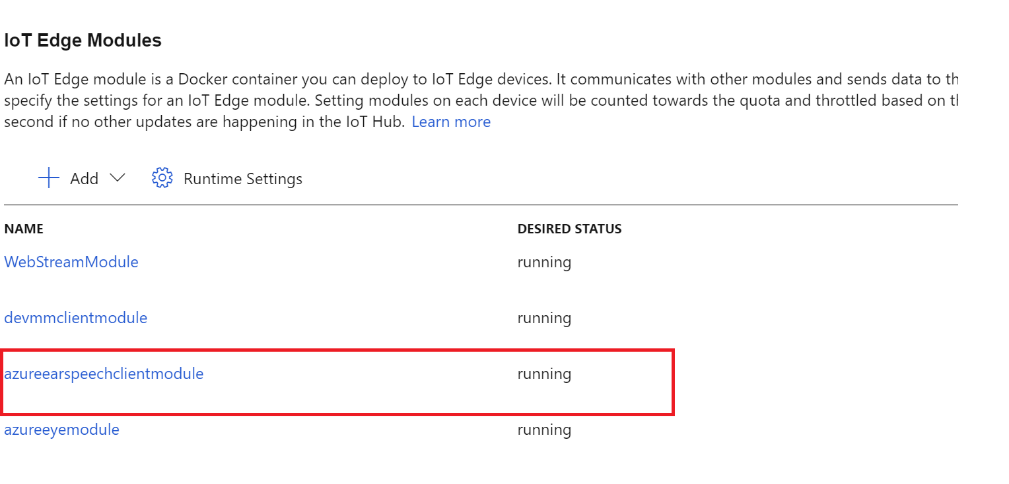 IoT Edge Modules
An IoT Edge module is a Docker container you can deploy to IoT Edge devices. It communicates with other modules and sends data to th
specify the settings for an IoT Edge module. Setting modules on each device will be counted towards the quota and throttled based on tl
second if no other updates are happening in the IoT Hub. Learn more
Add Runtime Settings
NAME DESIRED STATUS
WebStreamModule running
devmmclientmodule running
azureearspeechclientmodule running
azureeyemodule running